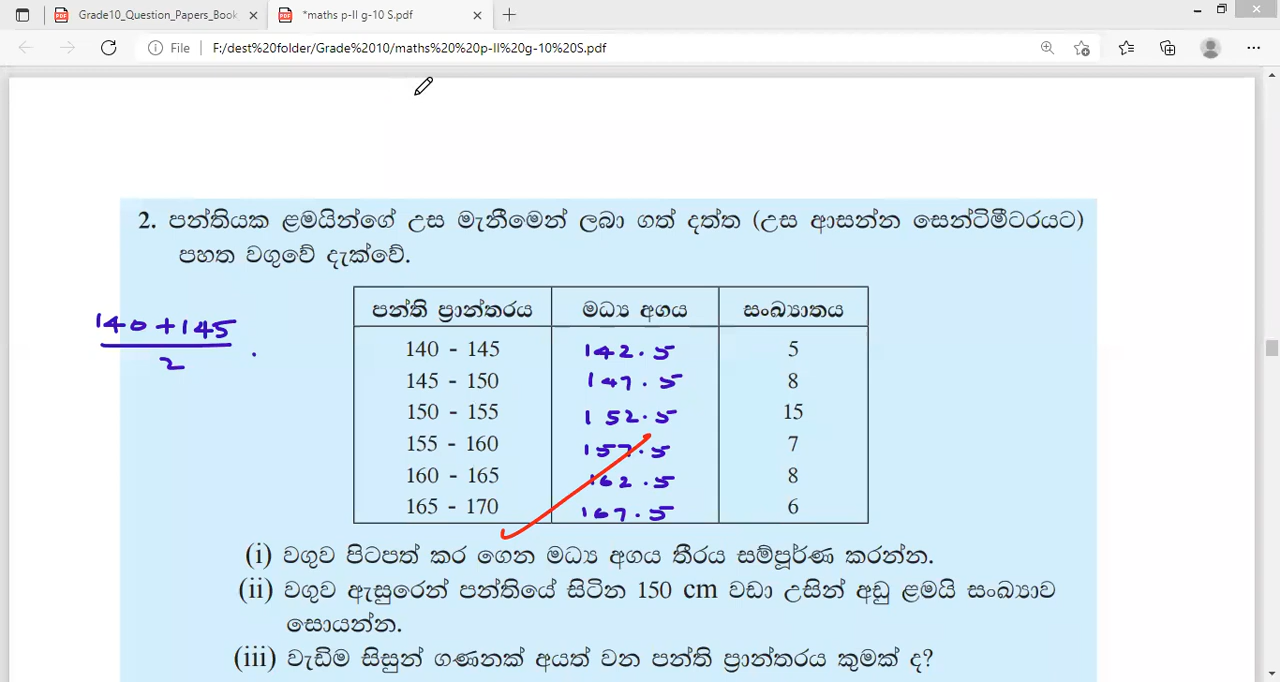 Grade10_Question_Papers_Book
*maths p-II g-10 S.pdf
File F:/dest%20folder/Grade%2010/maths%20%20p-II%20g-10%20S.pdf
2. පන්තියක ළමයින්ගේ උස මැනීමෙන් ලබා ගත් දත්ත (උස ආසන්න සෙන්ටිමීටරයට)
පහත වගුවේ දැක්වේ.
140+145
2 .
පන්ති ප්‍රාන්තරය මධ්‍ය අගය සංඛ්‍යාතය
140 - 145 142.5 5
145 - 150 147.5 8
150 - 155 152.5 15
155 - 160 157.5 7
160 - 165 162.5 8
165 - 170 167.5 6
(i) වගුව පිටපත් කර ගෙන මධ්‍ය අගය තීරය සම්පූර්ණ කරන්න.
(ii) වගුව ඇසුරෙන් පන්තියේ සිටින 150 cm වඩා උසින් අඩු ළමයි සංඛ්‍යාව
සොයන්න.
(iii) වැඩිම සිසුන් ගණනක් අයත් වන පන්ති ප්‍රාන්තරය කුමක් ද?